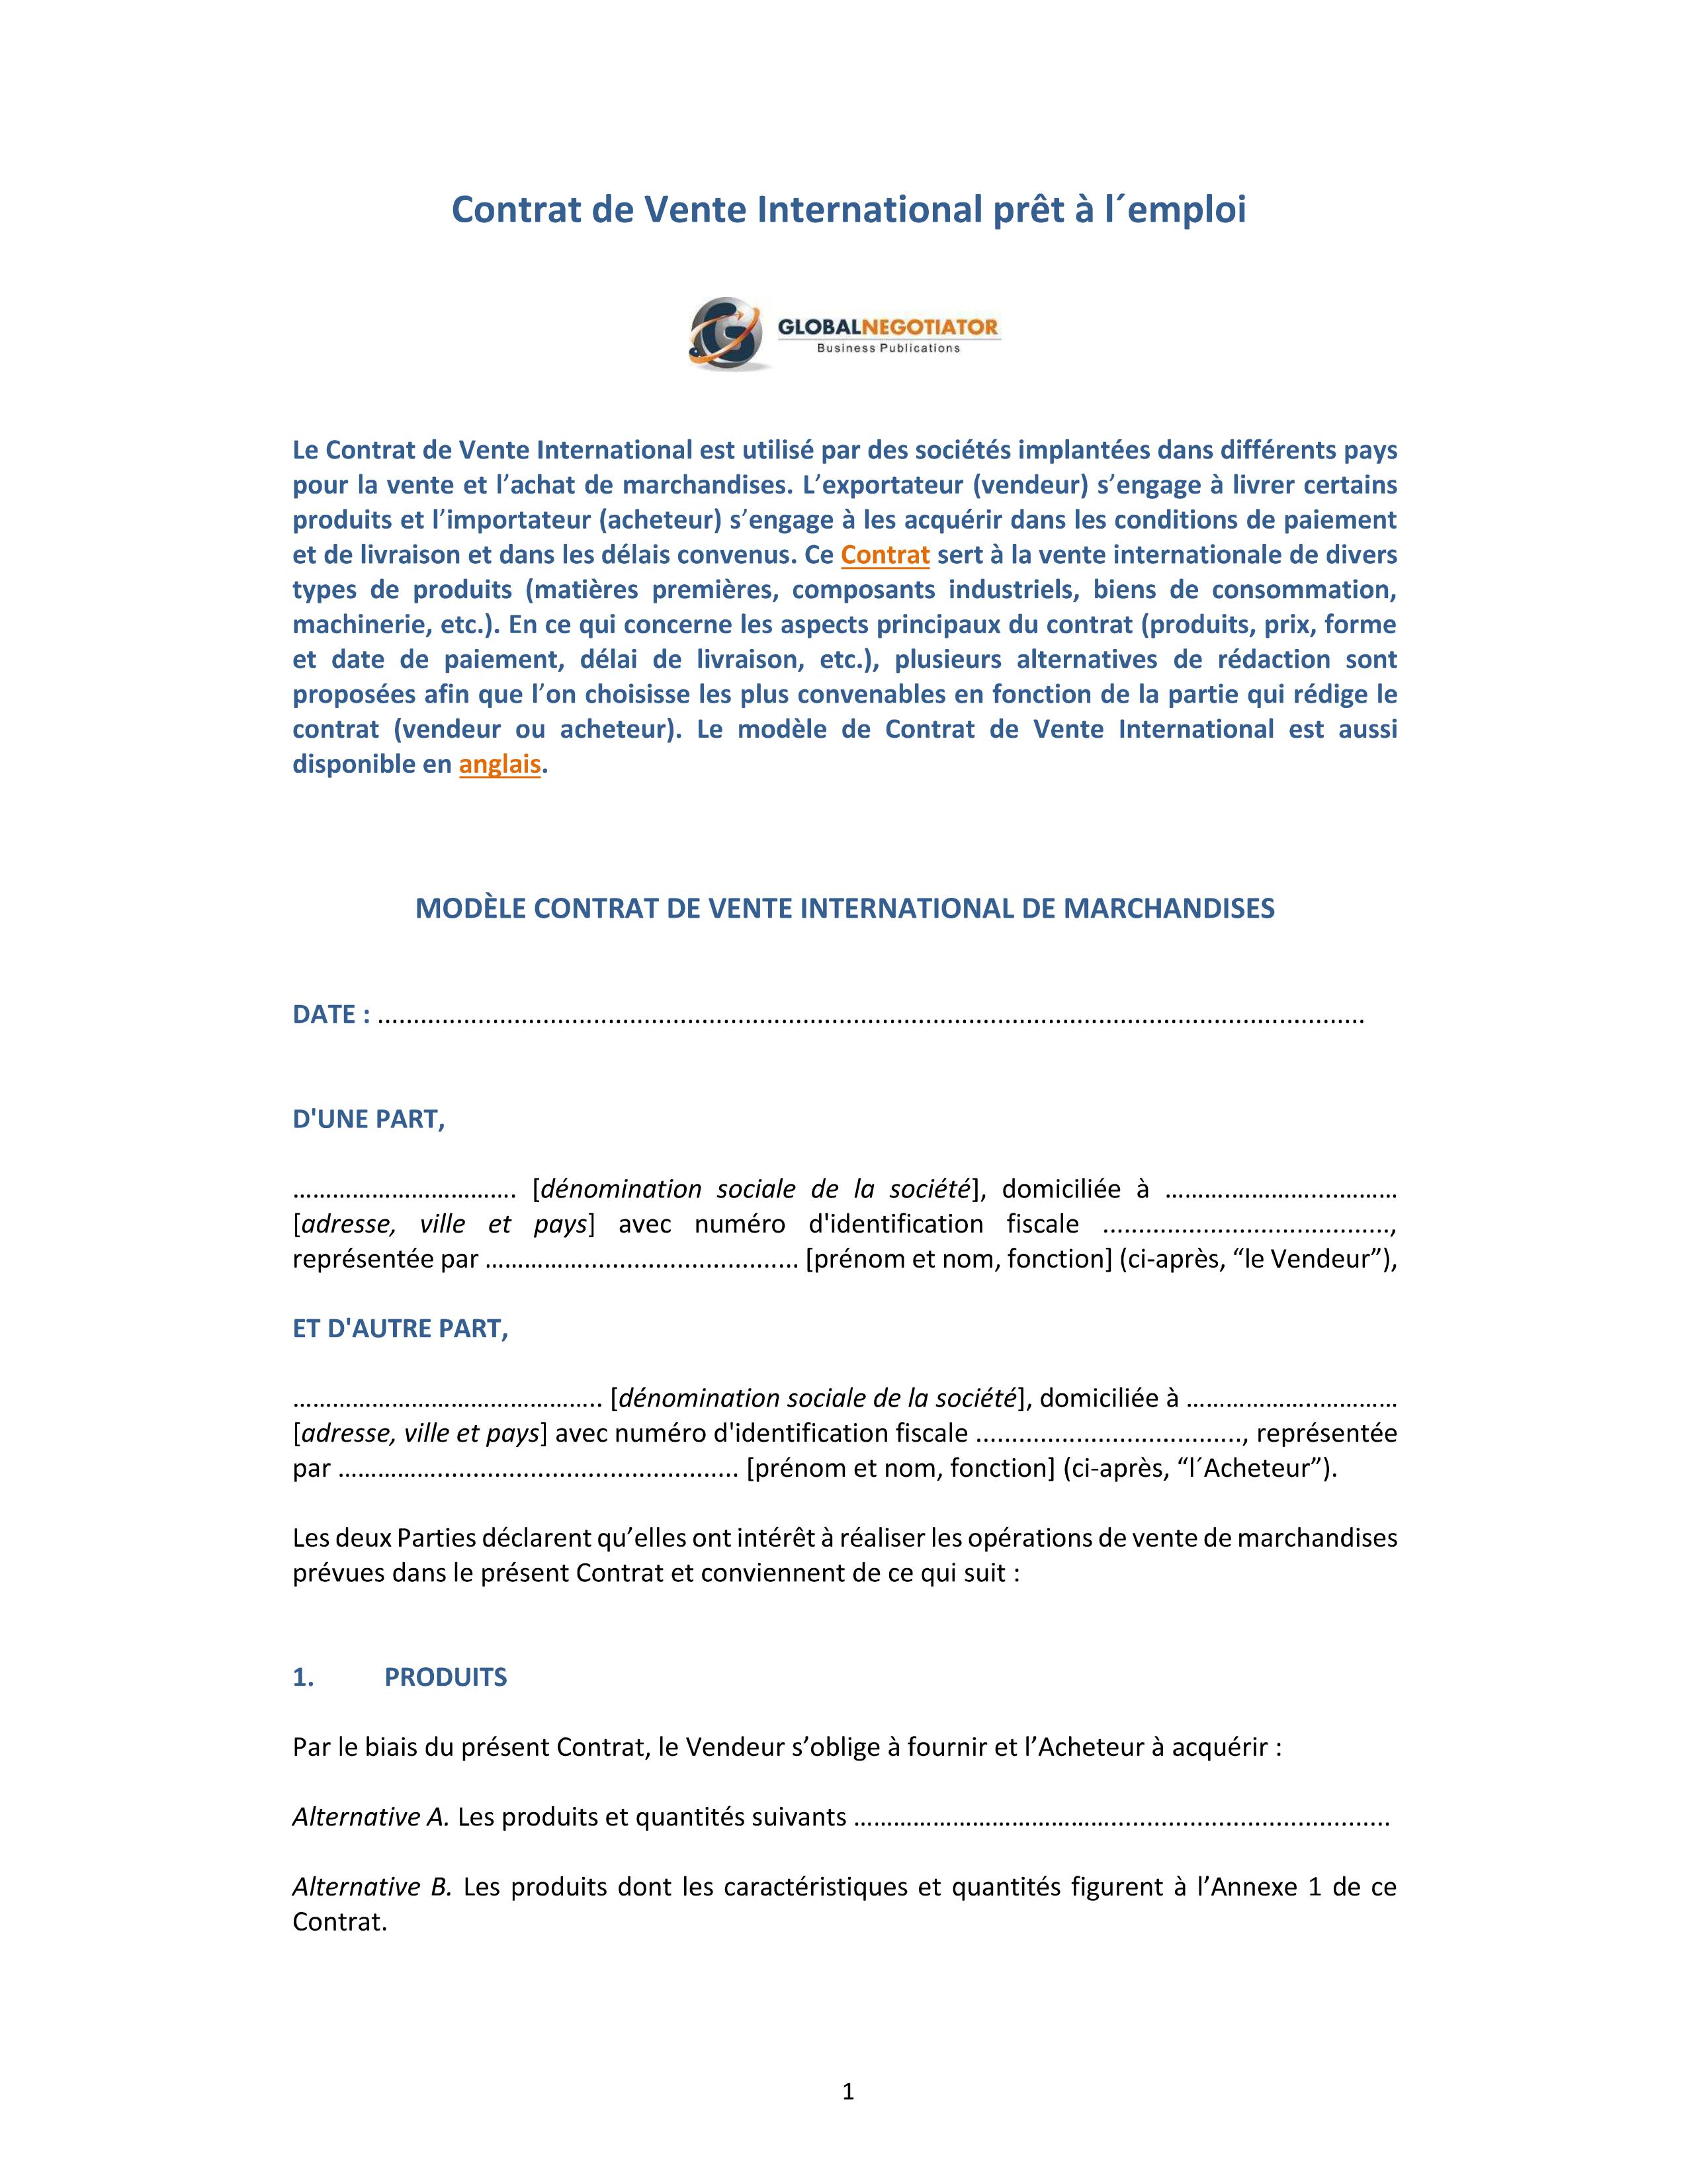 Contrat de Vente International prêt à l´emploi
GLOBALNEGOTIATOR
Business Publications
Le Contrat de Vente International est utilisé par des sociétés implantées dans différents pays
pour la vente et l’achat de marchandises. L’exportateur (vendeur) s’engage à livrer certains
produits et l’importateur (acheteur) s’engage à les acquérir dans les conditions de paiement
et de livraison et dans les délais convenus. Ce Contrat sert à la vente internationale de divers
types de produits (matières premières, composants industriels, biens de consommation,
machinerie, etc.). En ce qui concerne les aspects principaux du contrat (produits, prix, forme
et date de paiement, délai de livraison, etc.), plusieurs alternatives de rédaction sont
proposées afin que l’on choisisse les plus convenables en fonction de la partie qui rédige le
contrat (vendeur ou acheteur). Le modèle de Contrat de Vente International est aussi
disponible en anglais.
MODÈLE CONTRAT DE VENTE INTERNATIONAL DE MARCHANDISES
DATE : ..........................................................................................................................................
D'UNE PART,
……………………………. [dénomination sociale de la société], domiciliée à ……………………....………
[adresse, ville et pays] avec numéro d'identification fiscale ........................................,
représentée par ……………............................. [prénom et nom, fonction] (ci-après, “le Vendeur”),
ET D'AUTRE PART,
……………………………………….. [dénomination sociale de la société], domiciliée à ………………..…………
[adresse, ville et pays] avec numéro d'identification fiscale ....................................., représentée
par ……………......................................... [prénom et nom, fonction] (ci-après, “l´Acheteur”).
Les deux Parties déclarent qu’elles ont intérêt à réaliser les opérations de vente de marchandises
prévues dans le présent Contrat et conviennent de ce qui suit :
1. PRODUITS
Par le biais du présent Contrat, le Vendeur s’oblige à fournir et l’Acheteur à acquérir :
Alternative A. Les produits et quantités suivants …………………………………......................................
Alternative B. Les produits dont les caractéristiques et quantités figurent à l’Annexe 1 de ce
Contrat.
1